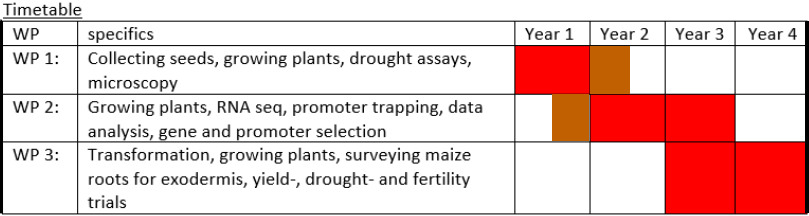 Timetable
WP specifics Year 1 Year 2 Year 3 Year 4
WP 1: Collecting seeds, growing plants, drought assays,
microscopy
WP 2: Growing plants, RNA seq, promoter trapping, data
analysis, gene and promoter selection
WP 3: Transformation, growing plants, surveying maize
roots for exodermis, yield-, drought- and fertility
trials